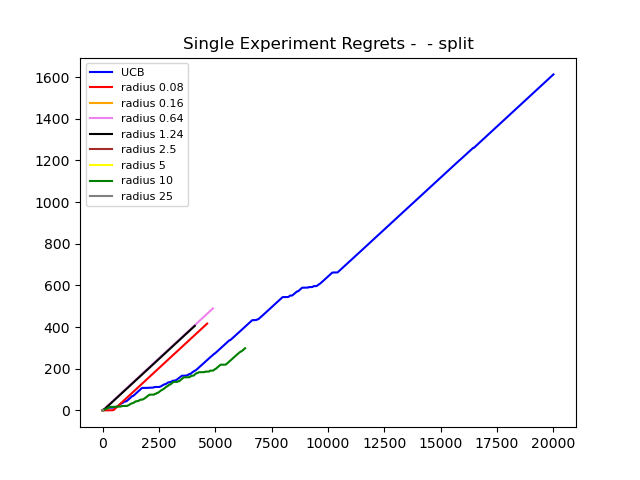 Single Experiment Regrets -  - split
UCB
radius 0.08
radius 0.16
radius 0.64
radius 1.24
radius 2.5
radius 5
radius 10
radius 25
1600
1400
1200
1000
800
600
400
200
0
0 2500 5000 7500 10000 12500 15000 17500 20000